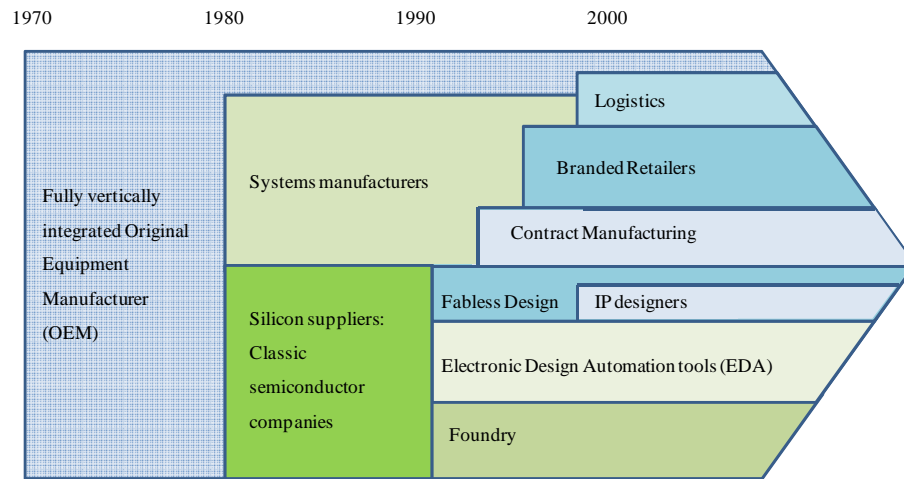 1970 1980 1990 2000
Logistics
Branded Retailers
Systems manufacturers
Fully vertically
integrated Original
Equipment
Manufacturer
(OEM)
Contract Manufacturing
Fabless Design IP designers
Silicon suppliers:
Classic
semiconductor
companies
Electronic Design Automation tools (EDA)
Foundry